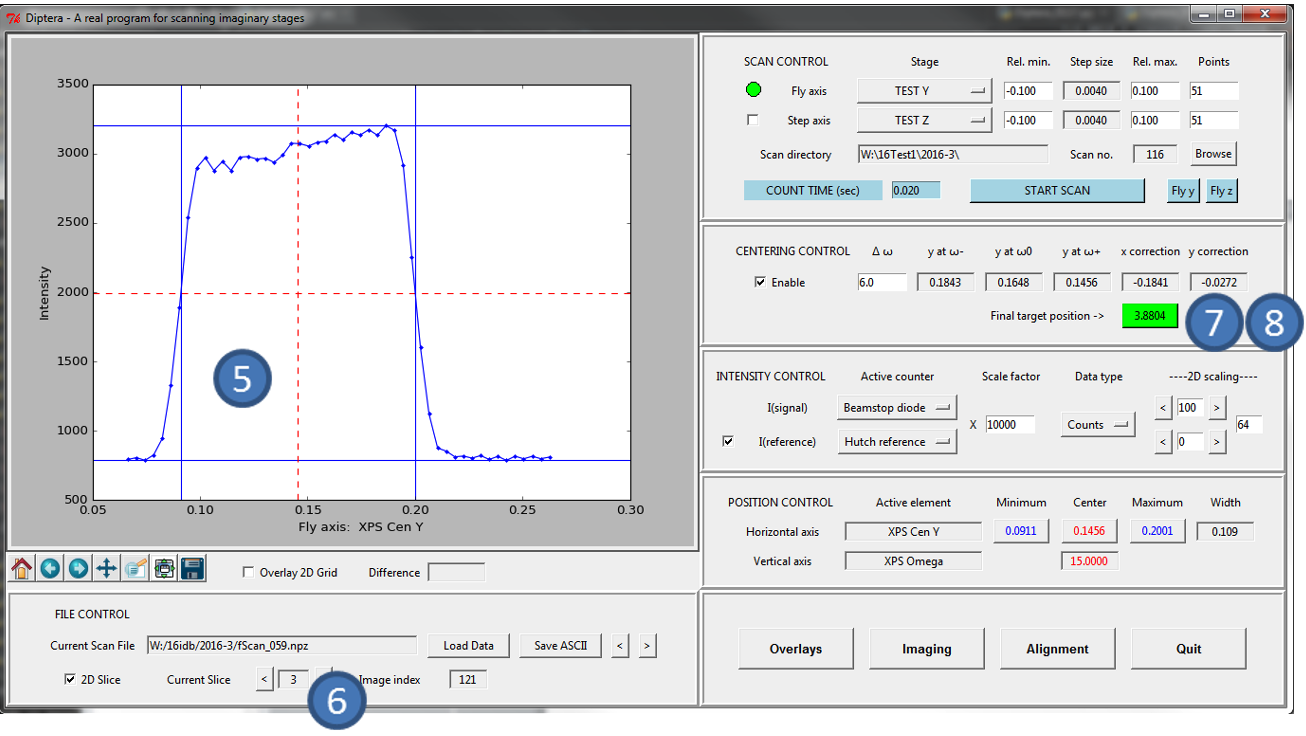 Diptera - A real program for scanning imaginary stages
3500
3000
2500
2000
1500
1000
500
0.05 0.10 0.15 0.20 0.25 0.30
Intensity
Fly axis: XPS Cen Y
5
Overlay 2D Grid Difference
FILE CONTROL
Current Scan File W:/16idb/2016-3/fScan_059.npz Load Data Save ASCII < >
2D Slice Current Slice < 3 Image index 121
6
SCAN CONTROL Stage Rel. min. Step size Rel. max. Points
Fly axis TEST Y -0.100 0.0040 0.100 51
Step axis TEST Z -0.100 0.0040 0.100 51
Scan directory W:\16Test1\2016-3\ Scan no. 116 Browse
COUNT TIME (sec) 0.020 START SCAN Fly y Fly z
CENTERING CONTROL Δ ω y at ω- y at ω0 y at ω+ x correction y correction
Enable 6.0 0.1843 0.1648 0.1456 -0.1841 -0.0272
Final target position -> 3.8804 7 8
INTENSITY CONTROL Active counter Scale factor Data type ----2D scaling----
I(signal) Beamstop diode X 10000 Counts < 100 > 64
I(reference) Hutch reference < 0 >
POSITION CONTROL Active element Minimum Center Maximum Width
Horizontal axis XPS Cen Y 0.0911 0.1456 0.2001 0.109
Vertical axis XPS Omega 15.0000
Overlays Imaging Alignment Quit